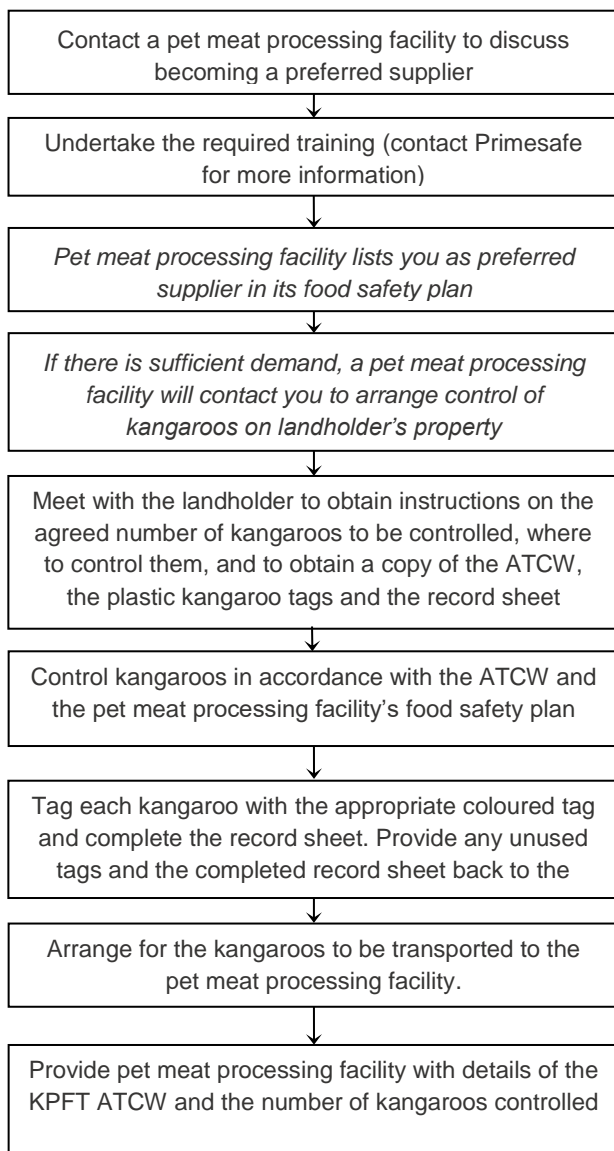 Contact a pet meat processing facility to discuss
becoming a preferred supplier
Undertake the required training (contact Primesafe
for more information)
Pet meat processing facility lists you as preferred
supplier in its food safety plan
If there is sufficient demand, a pet meat processing
facility will contact you to arrange control of
kangaroos on landholder’s property
Meet with the landholder to obtain instructions on the
agreed number of kangaroos to be controlled, where
to control them, and to obtain a copy of the ATCW,
the plastic kangaroo tags and the record sheet
Control kangaroos in accordance with the ATCW and
the pet meat processing facility’s food safety plan
Tag each kangaroo with the appropriate coloured tag
and complete the record sheet. Provide any unused
tags and the completed record sheet back to the
Arrange for the kangaroos to be transported to the
pet meat processing facility.
Provide pet meat processing facility with details of the
KPFT ATCW and the number of kangaroos controlled